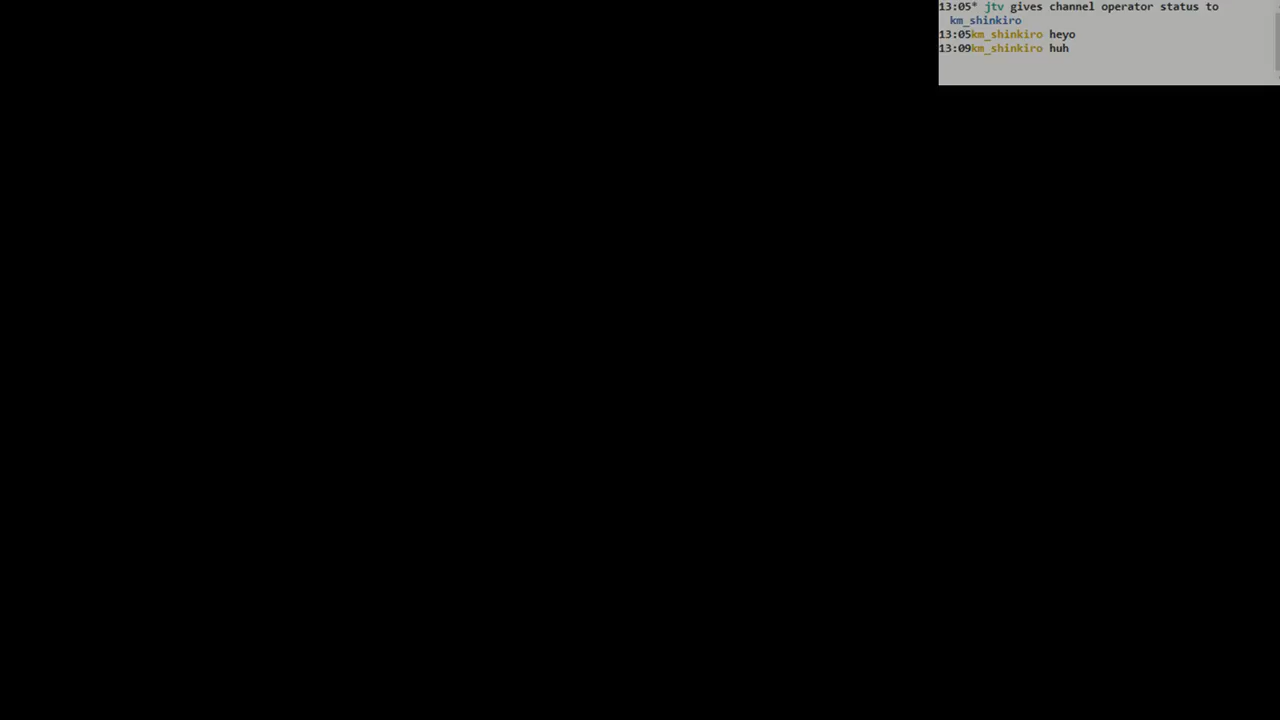 13:05* jtv gives channel operator status to
km_shinkiro
13:05km_shinkiro heyo
13:09km_shinkiro huh